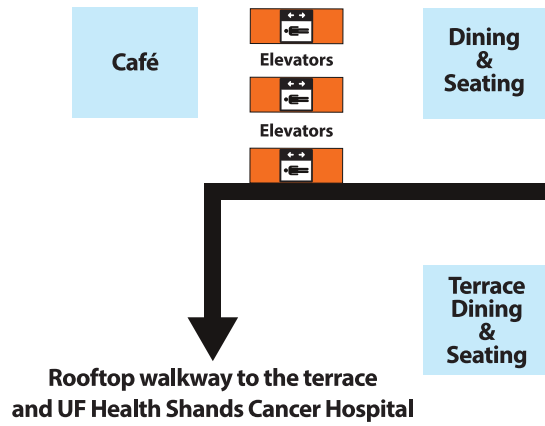 Café
Elevators
Elevators
Dining
&
Seating
Terrace
Dining
&
Seating
Rooftop walkway to the terrace
and UF Health Shands Cancer Hospital